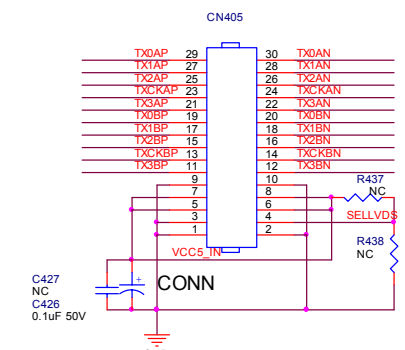 CN405
TX0AP 29 30 TX0AN
TX1AP 27 28 TX1AN
TX2AP 25 26 TX2AN
TXCKAP 23 24 TXCKAN
TX3AP 21 22 TX3AN
TX0BP 19 20 TX0BN
TX1BP 17 18 TX1BN
TX2BP 15 16 TX2BN
TXCKBP 13 14 TXCKBN
TX3BP 11 12 TX3BN
9 10
7 8
5 6
3 4
1 2
R437
NC
SELLVDS
R438
NC
VCC5_IN
C427
NC
C426
0.1uF 50V
+
CONN